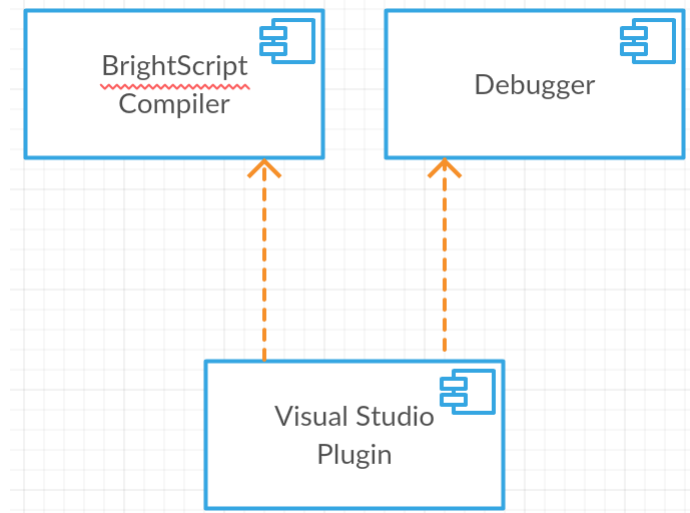 BrightScript
Compiler
Debugger
Visual Studio
Plugin